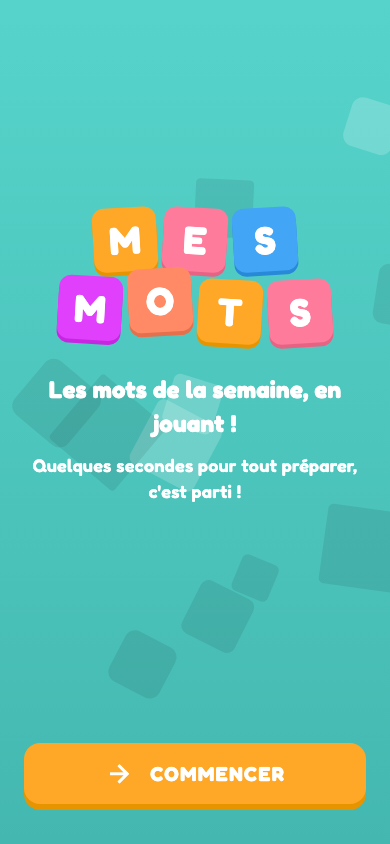 MES
MOTS
Les mots de la semaine, en
jouant !
Quelques secondes pour tout préparer,
c'est parti !
→ COMMENCER